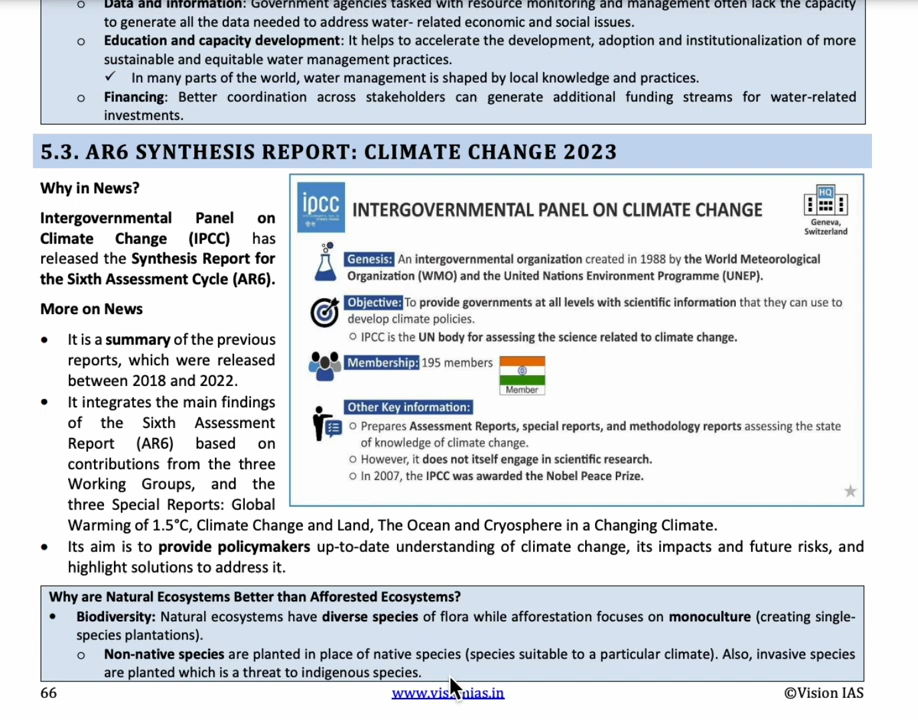 o Data and information: Government agencies tasked with resource monitoring and management often lack the capacity
to generate all the data needed to address water- related economic and social issues.
o Education and capacity development: It helps to accelerate the development, adoption and institutionalization of more
sustainable and equitable water management practices.
✓ In many parts of the world, water management is shaped by local knowledge and practices.
o Financing: Better coordination across stakeholders can generate additional funding streams for water-related
investments.
5.3. AR6 SYNTHESIS REPORT: CLIMATE CHANGE 2023
Why in News?
Intergovernmental Panel on
Climate Change (IPCC) has
released the Synthesis Report for
the Sixth Assessment Cycle (AR6).
More on News
• It is a summary of the previous
reports, which were released
between 2018 and 2022.
• It integrates the main findings
of the Sixth Assessment
Report (AR6) based on
contributions from the three
Working Groups, and the
three Special Reports: Global
Warming of 1.5°C, Climate Change and Land, The Ocean and Cryosphere in a Changing Climate.
• Its aim is to provide policymakers up-to-date understanding of climate change, its impacts and future risks, and
highlight solutions to address it.
ipcc
INTERGOVERNMENTAL PANEL ON CLIMATE CHANGE
HQ
Geneva,
Switzerland
Genesis: An intergovernmental organization created in 1988 by the World Meteorological
Organization (WMO) and the United Nations Environment Programme (UNEP).
Objective: To provide governments at all levels with scientific information that they can use to
develop climate policies.
o IPCC is the UN body for assessing the science related to climate change.
Membership: 195 members
Member
Other Key information:
o Prepares Assessment Reports, special reports, and methodology reports assessing the state
of knowledge of climate change.
o However, it does not itself engage in scientific research.
o In 2007, the IPCC was awarded the Nobel Peace Prize.
Why are Natural Ecosystems Better than Afforested Ecosystems?
• Biodiversity: Natural ecosystems have diverse species of flora while afforestation focuses on monoculture (creating single-
species plantations).
o Non-native species are planted in place of native species (species suitable to a particular climate). Also, invasive species
are planted which is a threat to indigenous species.
66
www.visionias.in
©Vision IAS